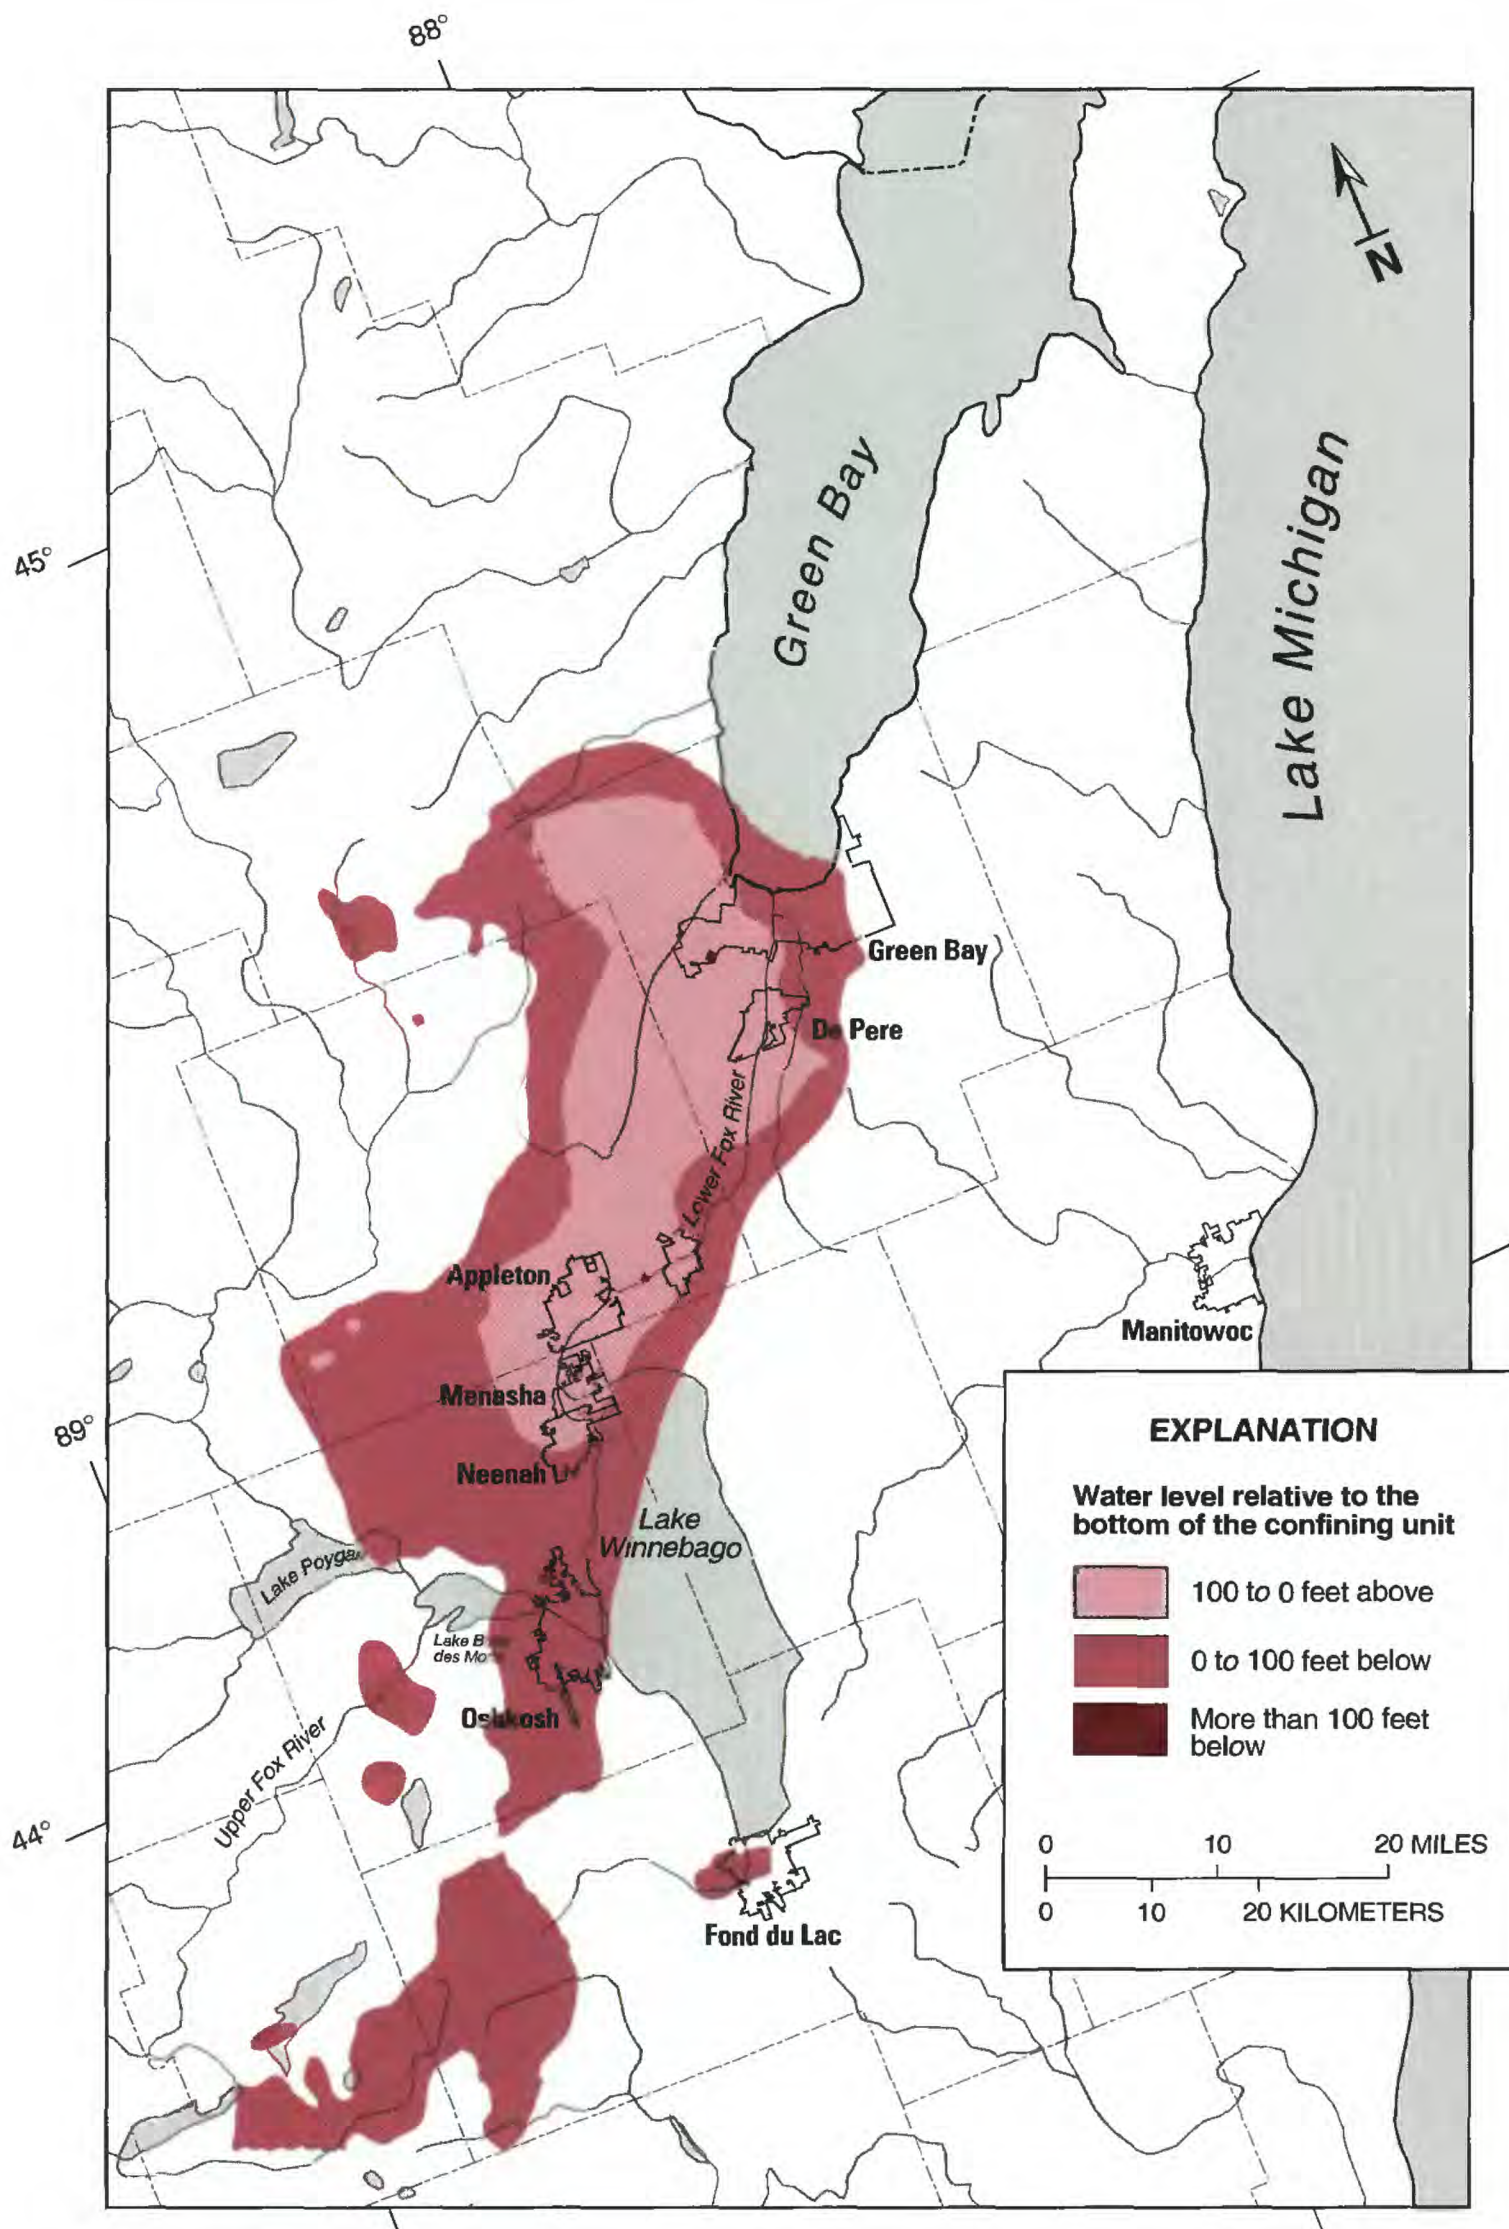 88°
45°
Green Bay
Lake Michigan
N
Green Bay
De Pere
Lower Fox River
Appleton
Manitowoc
Menasha
89°
Neenah
Lake
Winnebago
Lake
Lake
Oshkosh
Upper Fox River
44°
Fond du Lac
EXPLANATION
Water level relative to the
bottom of the confining unit
100 to 0 feet above
0 to 100 feet below
More than 100 feet
below
0 10 20 MILES
0 10 20 KILOMETERS